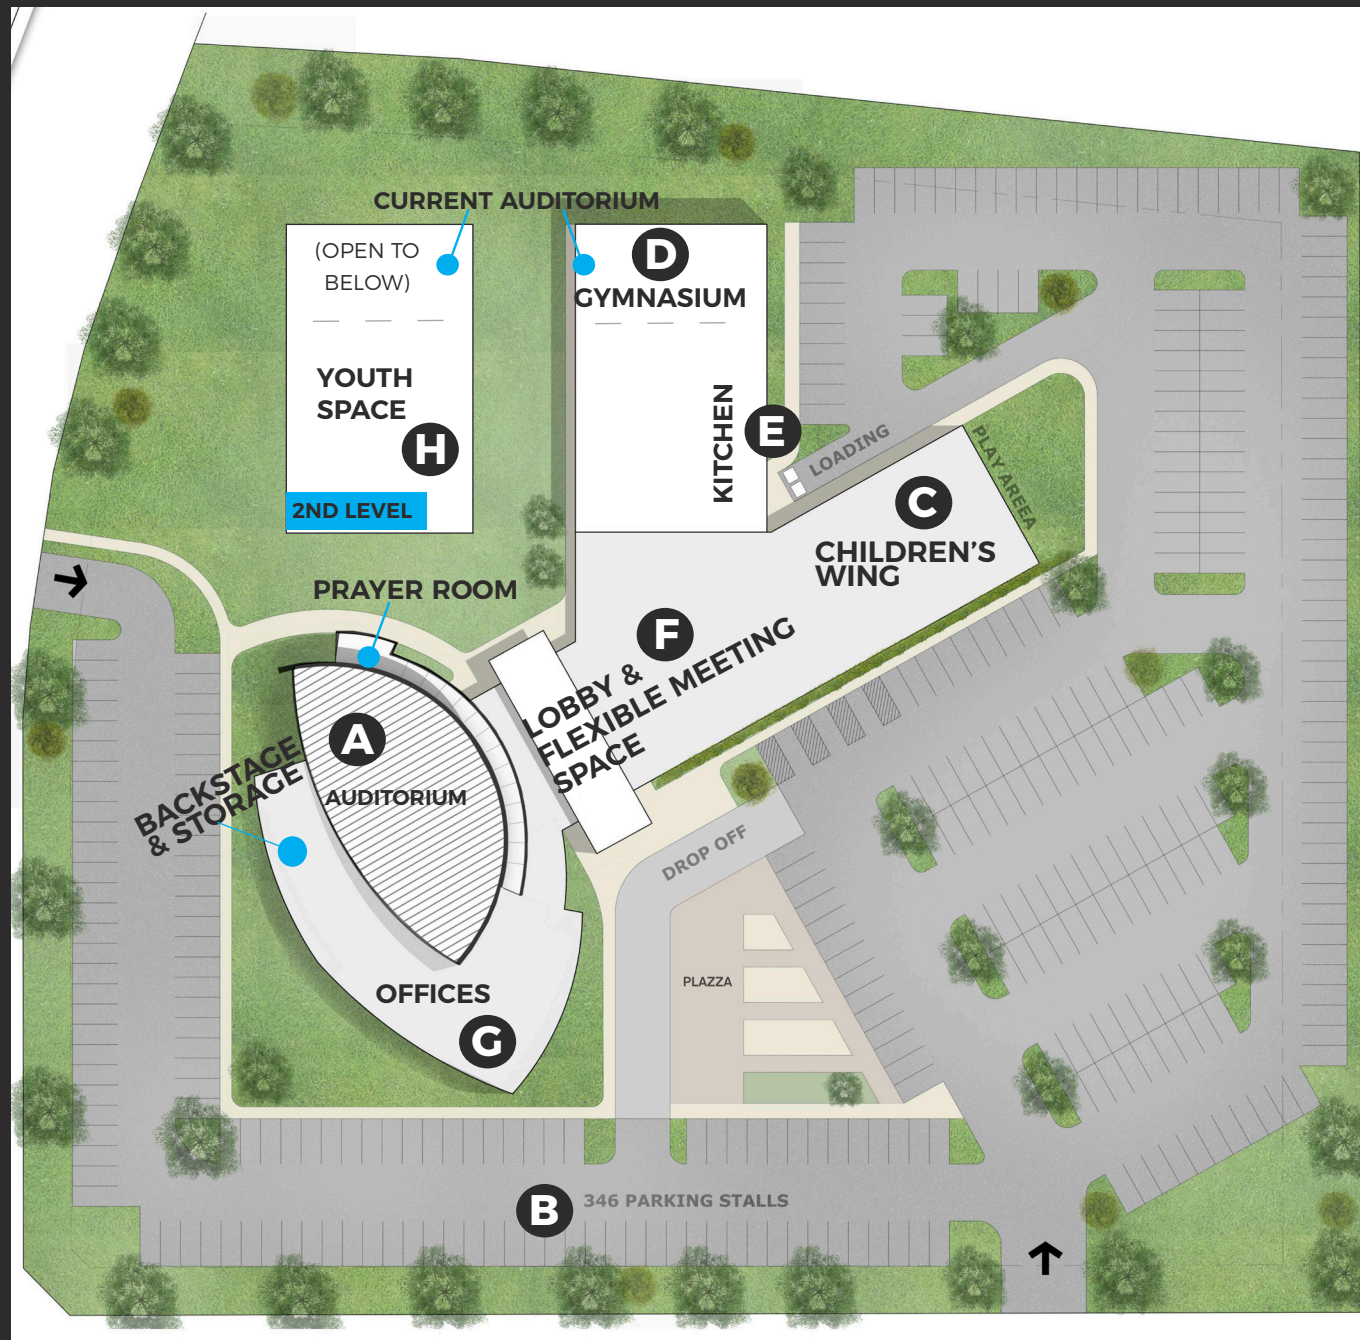 CURRENT AUDITORIUM
(OPEN TO
BELOW)
D
GYMNASIUM
YOUTH
SPACE
H
2ND LEVEL
KITCHEN
E
LOADING
PLAY AREEA
C
CHILDREN'S
WING
PRAYER ROOM
F
LOBBY &
FLEXIBLE MEETING
SPACE
A
AUDITORIUM
BACKSTAGE
& STORAGE
DROP OFF
PLAZZA
OFFICES
G
B
346 PARKING STALLS